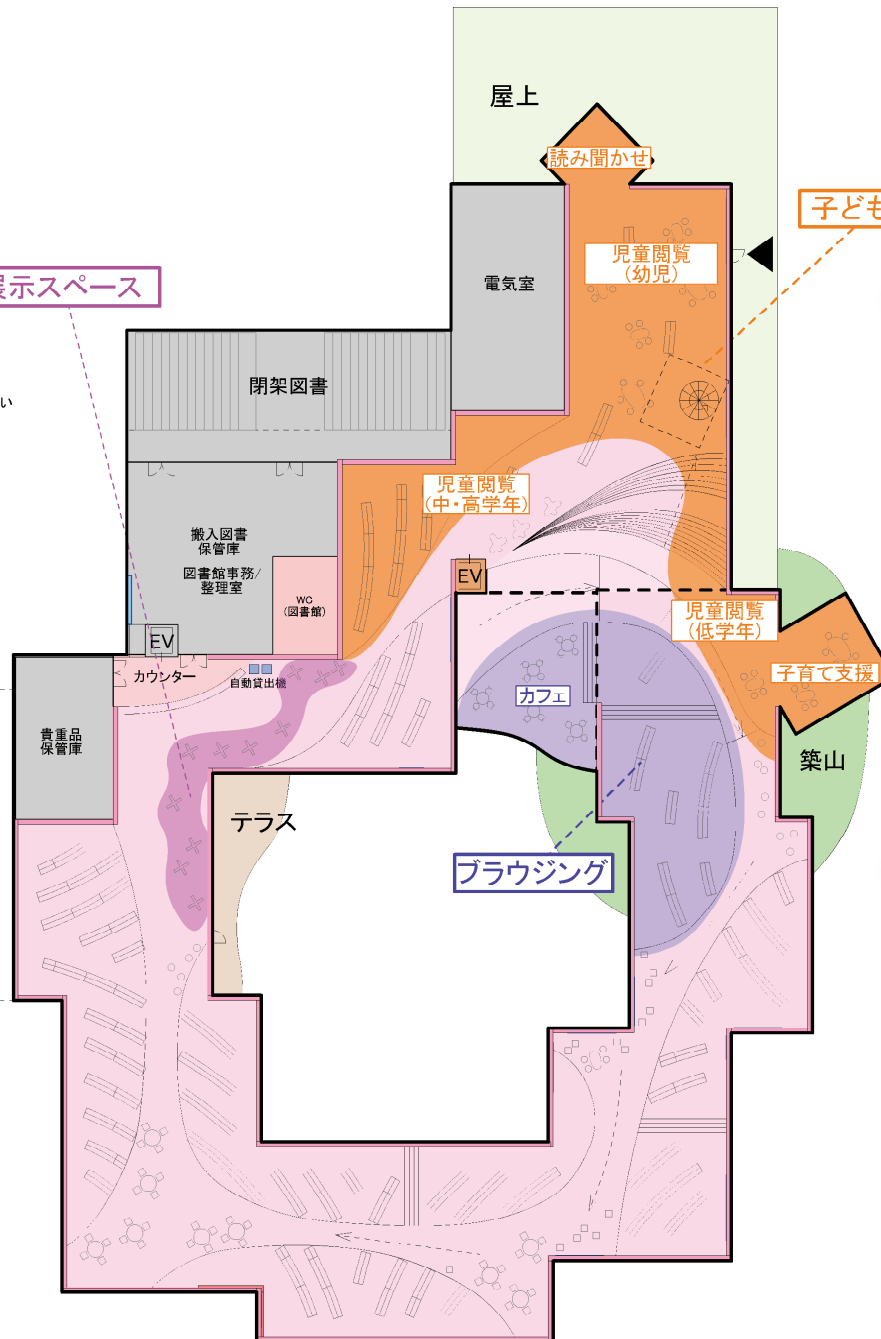 屋上
読み聞かせ
子ども
児童閲覧
(幼児)
展示スペース
電気室
閉架図書
い
児童閲覧
(中・高学年)
搬入図書
保管庫
図書館事務/
整理室
WC
(図書館)
EV
児童閲覧
(低学年)
EV
カウンター
自動貸出機
子育て支援
カフェ
貴重品
保管庫
築山
テラス
ブラウジング